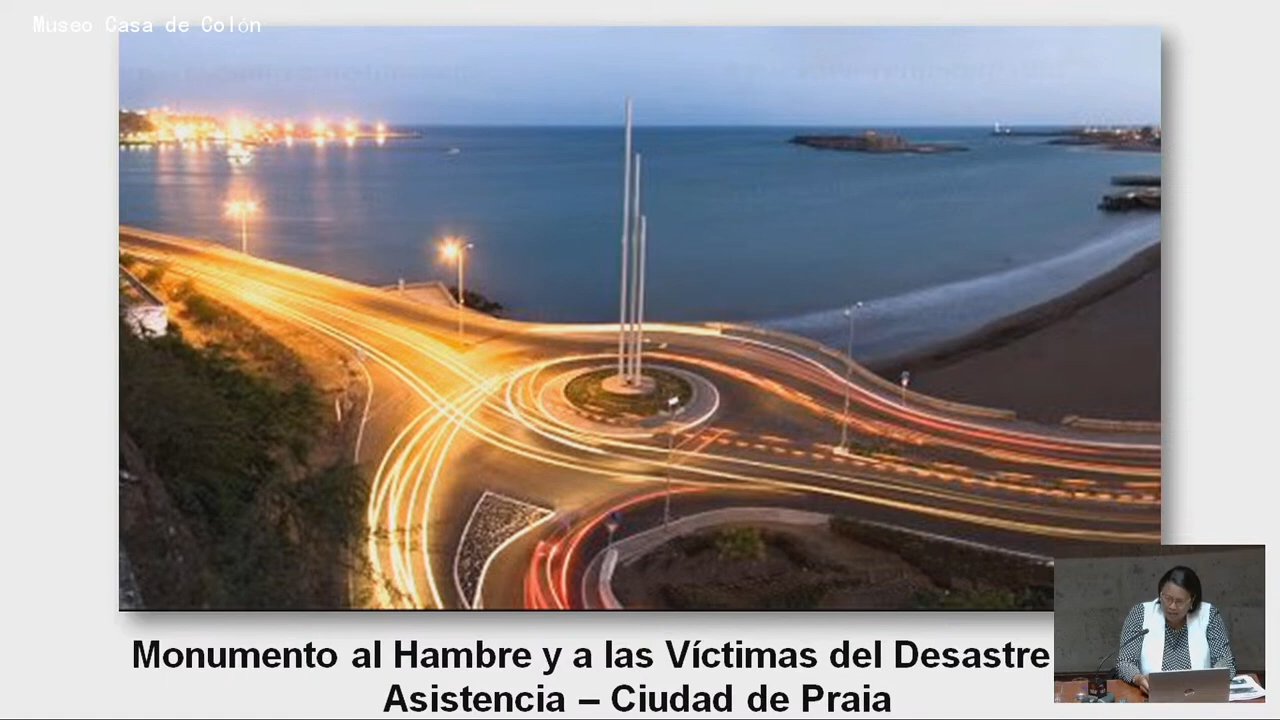 Museo Casa de Colón
Monumento al Hambre y a las Víctimas del Desastre
Asistencia – Ciudad de Praia